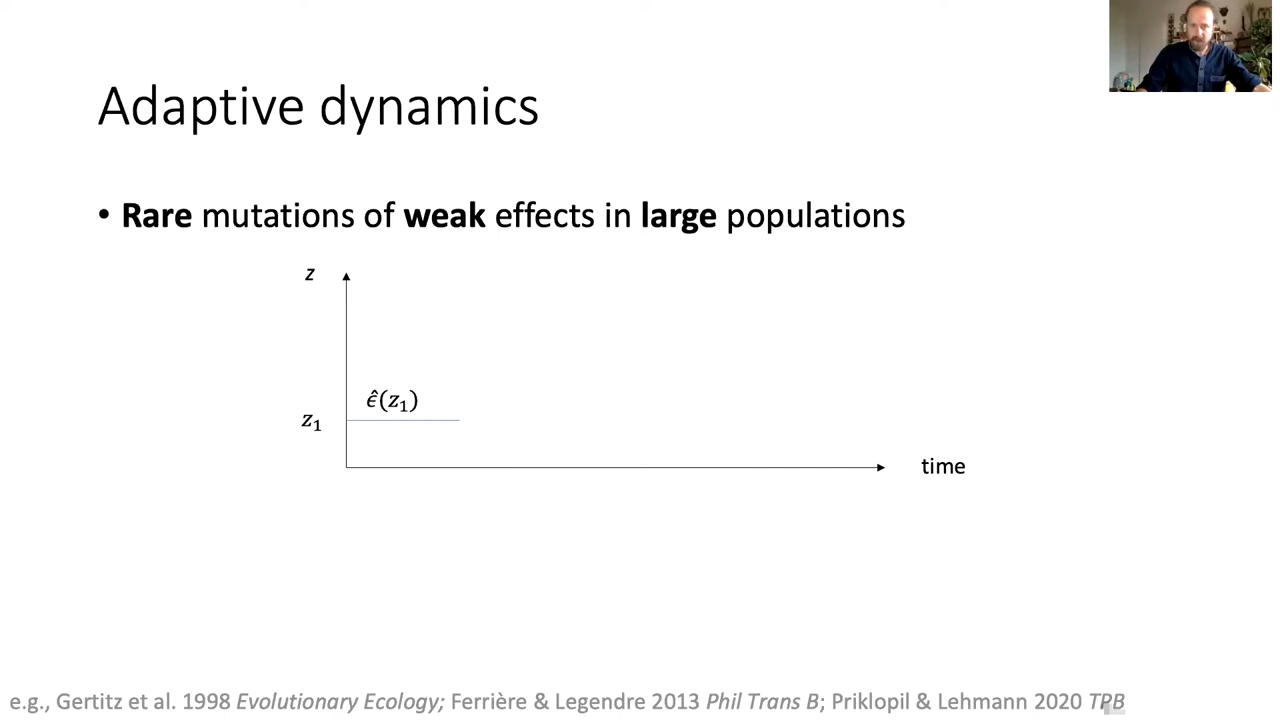 Adaptive dynamics
• Rare mutations of weak effects in large populations
z
ϵ̂(z₁)
z₁
time
e.g., Gertitz et al. 1998 Evolutionary Ecology; Ferrière & Legendre 2013 Phil Trans B; Priklopil & Lehmann 2020 TPB